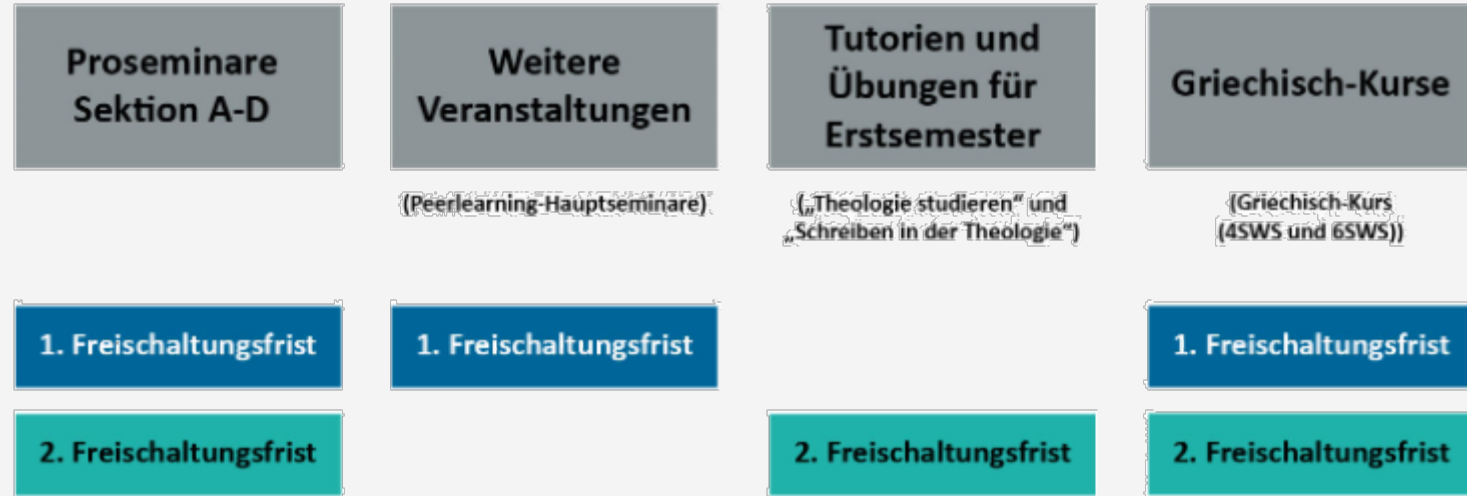 Proseminare
Sektion A-D
Weitere
Veranstaltungen
Tutorien und
Übungen für
Erstsemester
Griechisch-Kurse
(Peerlearning-Hauptseminare)
(„Theologie studieren“ und
„Schreiben in der Theologie“)
(Griechisch-Kurs
(4SWS und 6SWS))
1. Freischaltungsfrist
1. Freischaltungsfrist
1. Freischaltungsfrist
2. Freischaltungsfrist
2. Freischaltungsfrist
2. Freischaltungsfrist